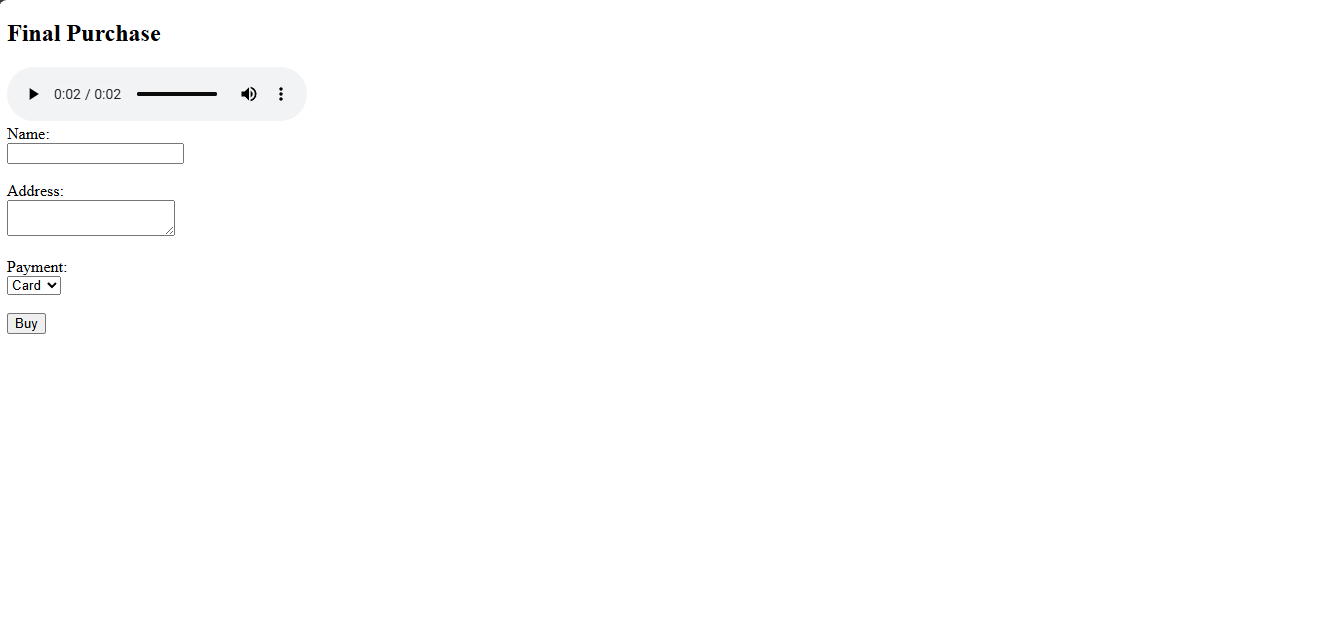 Final Purchase
0:02 / 0:02
Name:
Address:
Payment:
Card
Buy